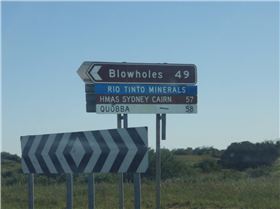 Blowholes 49
RIO TINTO MINERALS
HMAS SYDNEY CAIRN 57
QUOBBA 58